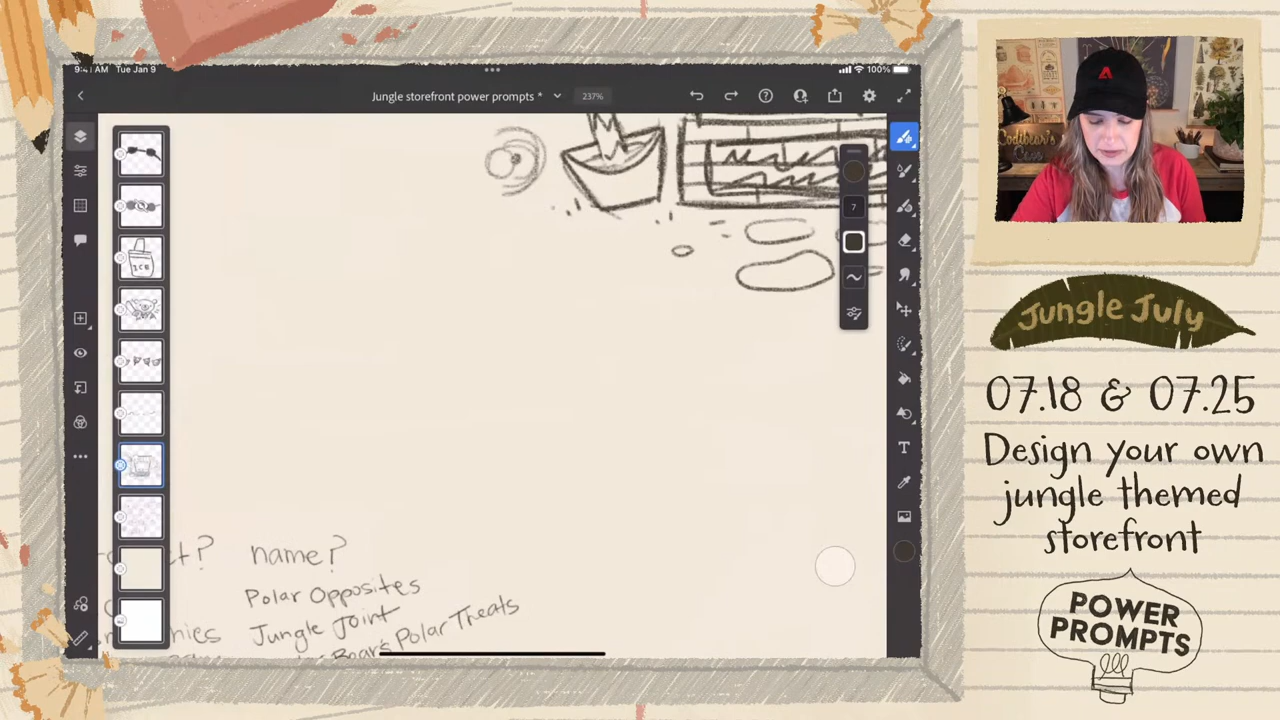 9:41 AM Tue Jan 9
100%
Jungle storefront power prompts *
237%
7
ICE
name?
Polar Opposites
Jungle Joint
Polar Treats
Codibear's
Jungle July
07.18 & 07.25
Design your own
jungle themed
storefront
POWER
PROMPTS